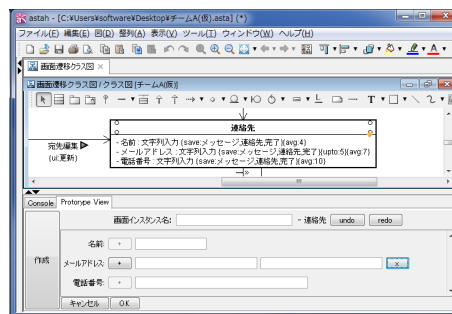 astah - [C:¥Users¥software¥Desktop¥チームA(仮).asta] (*)
ファイル(F) 編集(E) 図(D) 整列(A) 表示(V) ツール(T) ウィンドウ(W) ヘルプ(H)
画面遷移クラス図 ×
画面遷移クラス図 / クラス図 [チームA(仮)]
連絡先
- 名前 : 文字列入力 {save:メッセージ,連絡先,完了}{avg:4}
- メールアドレス : 文字列入力 {save:メッセージ,連絡先,完了}{upto:5}{avg:7}
- 電話番号 : 文字列入力 {save:メッセージ,連絡先,完了}{avg:10}
宛先編集
{ui:更新}
Console Protoype View
画面インスタンス名: - 連絡先 undo redo
作成
名前: +
メールアドレス: + x
電話番号: +
キャンセル OK